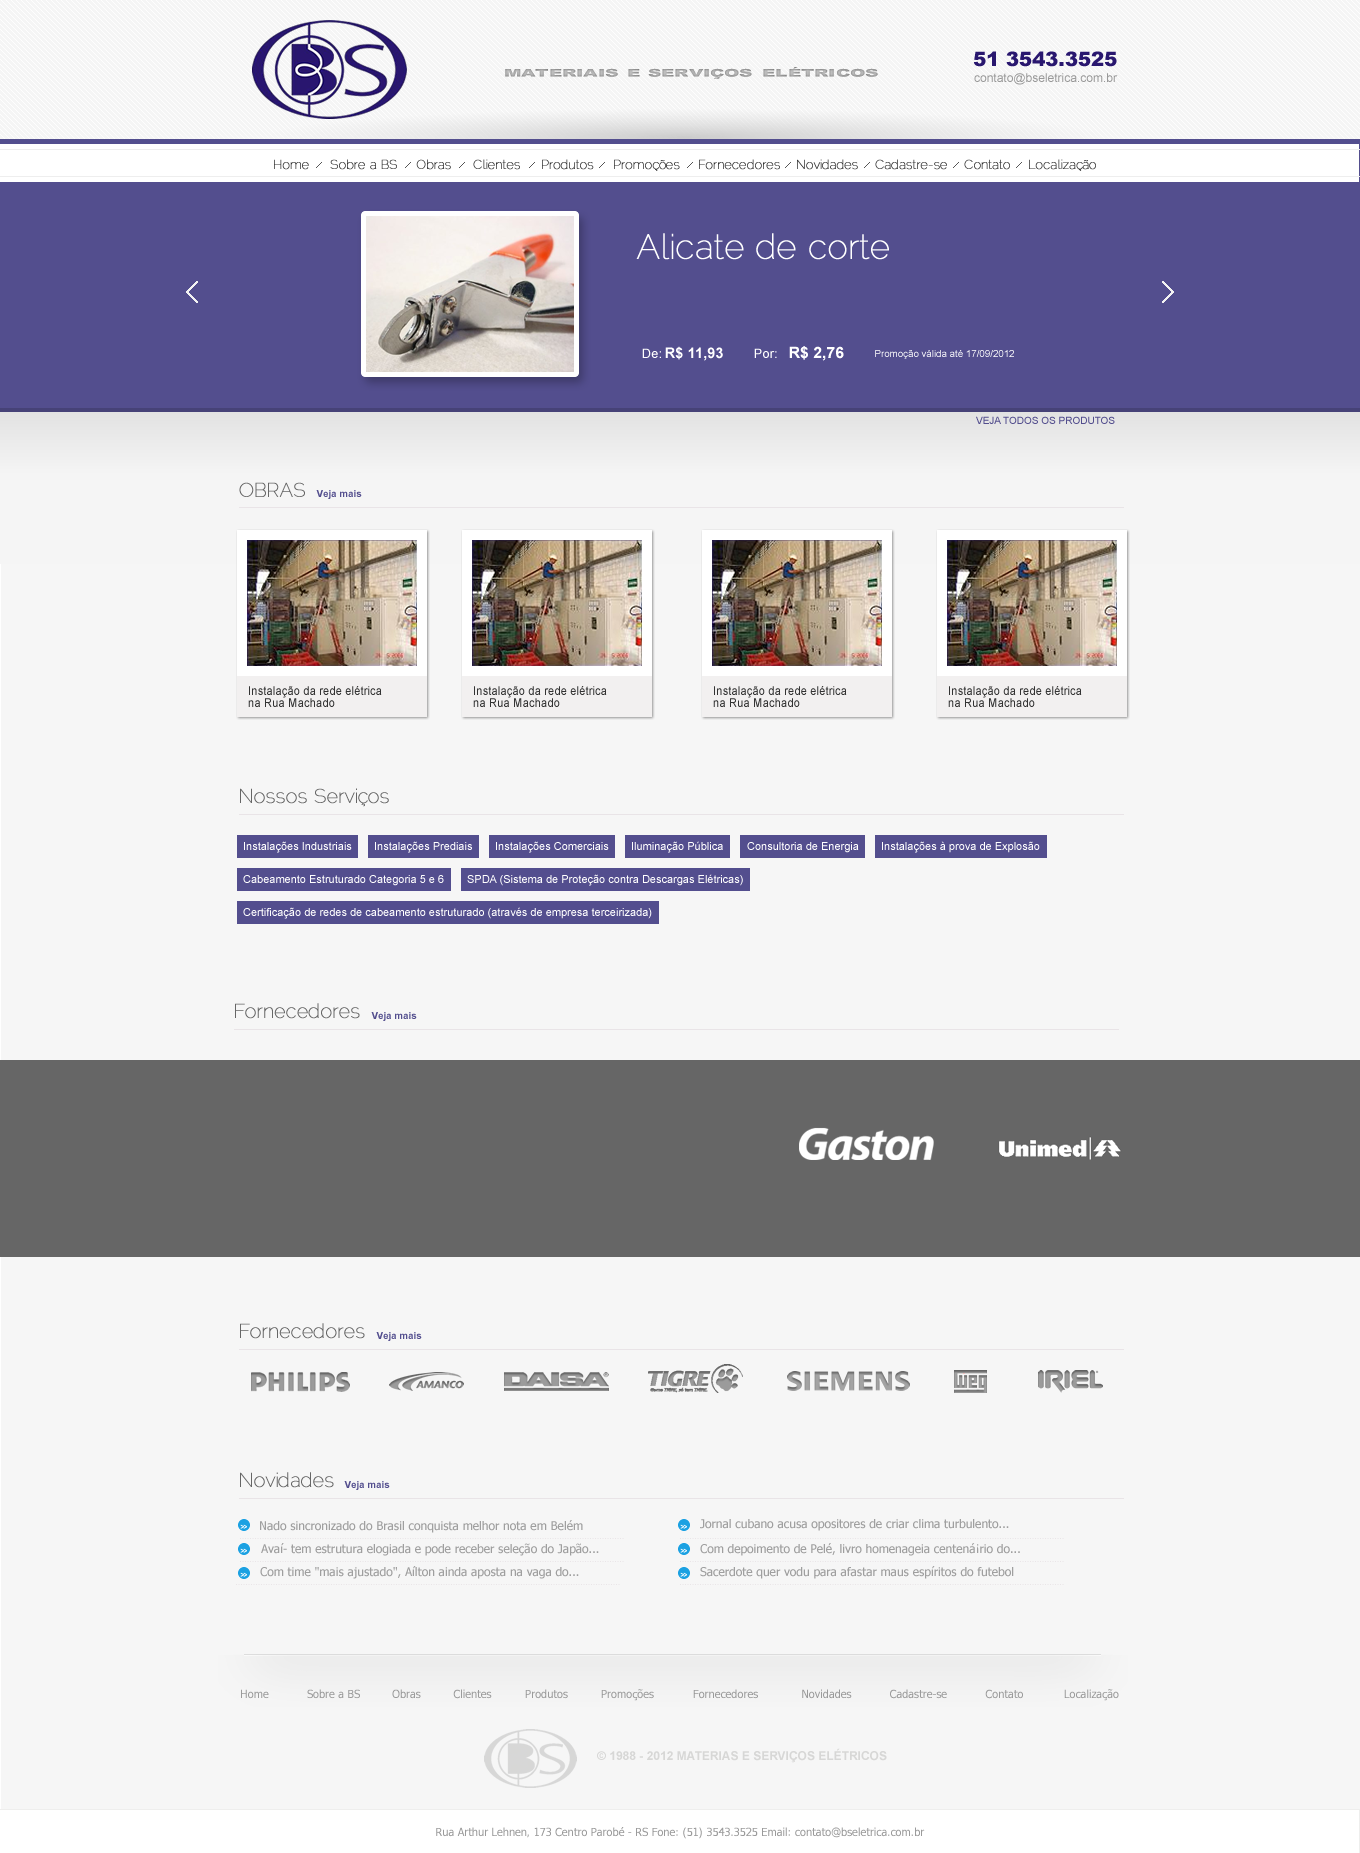 BS
MATERIAIS E SERVIÇOS ELÉTRICOS
51 3543.3525
contato@bseletrica.com.br
Home / Sobre a BS / Obras / Clientes / Produtos / Promoções / Fornecedores / Novidades / Cadastre-se / Contato / Localização
Alicate de corte
De: R$ 11,93 Por: R$ 2,76 Promoção válida até 17/09/2012
VEJA TODOS OS PRODUTOS
OBRAS Veja mais
Instalação da rede elétrica
na Rua Machado
Instalação da rede elétrica
na Rua Machado
Instalação da rede elétrica
na Rua Machado
Instalação da rede elétrica
na Rua Machado
Nossos Serviços
Instalações Industriais Instalações Prediais Instalações Comerciais Iluminação Pública Consultoria de Energia Instalações à prova de Explosão
Cabeamento Estruturado Categoria 5 e 6 SPDA (Sistema de Proteção contra Descargas Elétricas)
Certificação de redes de cabeamento estruturado (através de empresa terceirizada)
Fornecedores Veja mais
Gaston Unimed
Fornecedores Veja mais
PHILIPS AMANCO DAISA TIGRE SIEMENS WEG IRIEL
Novidades Veja mais
Nado sincronizado do Brasil conquista melhor nota em Belém
Avaí- tem estrutura elogiada e pode receber seleção do Japão...
Com time "mais ajustado", Aílton ainda aposta na vaga do...
Jornal cubano acusa opositores de criar clima turbulento...
Com depoimento de Pelé, livro homenageia centenáirio do...
Sacerdote quer vodu para afastar maus espíritos do futebol
Home Sobre a BS Obras Clientes Produtos Promoções Fornecedores Novidades Cadastre-se Contato Localização
BS
© 1988 - 2012 MATERIAS E SERVIÇOS ELÉTRICOS
Rua Arthur Lehnen, 173 Centro Parobé - RS Fone: (51) 3543.3525 Email: contato@bseletrica.com.br